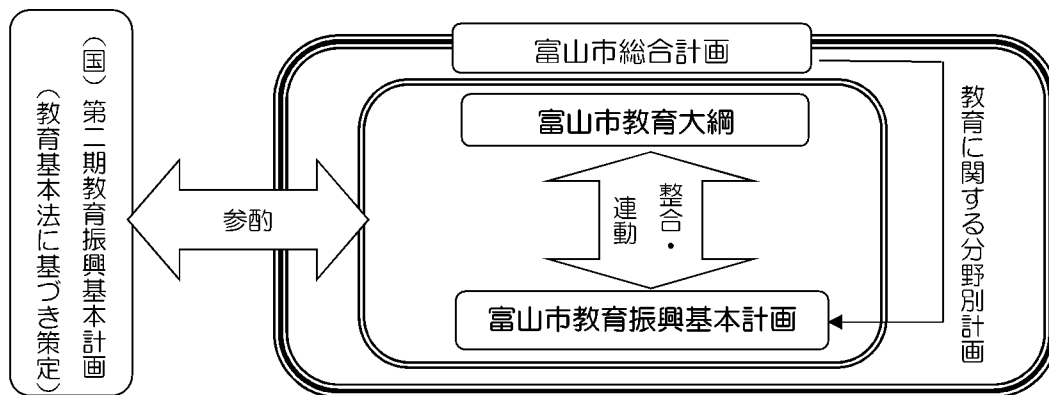 （国）第二期教育振興基本計画
（教育基本法に基づき策定）
参酌
富山市総合計画
富山市教育大綱
整合・
連動
富山市教育振興基本計画
教育に関する分野別計画